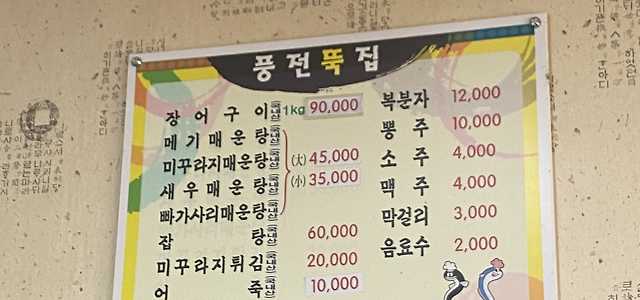 풍전뚝집
장어구이 국내산 1kg 90,000
메기매운탕 국내산
미꾸라지매운탕 국내산 (大) 45,000
새우매운탕 국내산 (小) 35,000
빠가사리매운탕 국내산
잡탕 국내산 60,000
미꾸라지튀김 국내산 20,000
어죽 국내산 10,000
복분자 12,000
뽕주 10,000
소주 4,000
맥주 4,000
막걸리 3,000
음료수 2,000